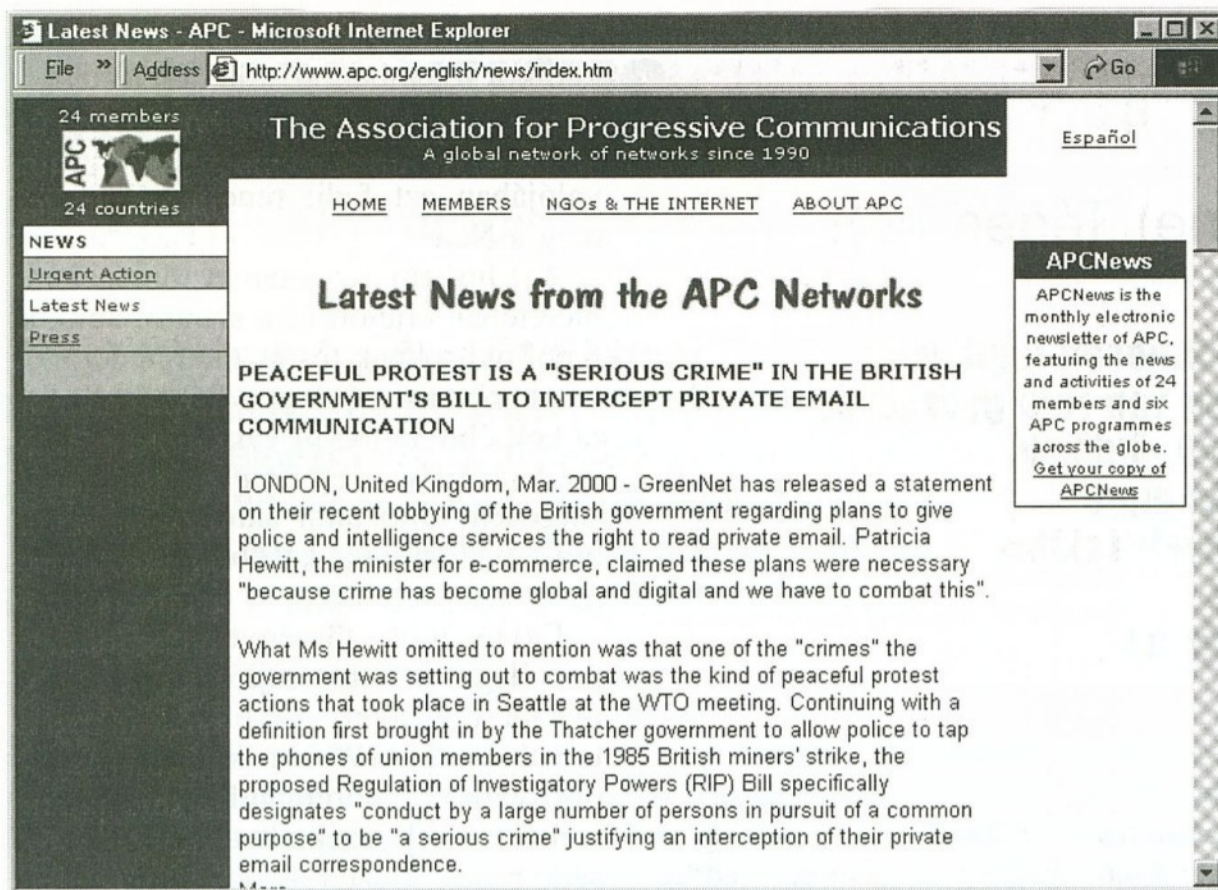 Latest News - APC - Microsoft Internet Explorer
File » Address http://www.apc.org/english/news/index.htm Go
24 members
APC
24 countries
The Association for Progressive Communications
A global network of networks since 1990
Español
HOME MEMBERS NGOs & THE INTERNET ABOUT APC
NEWS
Urgent Action
Latest News
Press
Latest News from the APC Networks
PEACEFUL PROTEST IS A "SERIOUS CRIME" IN THE BRITISH
GOVERNMENT'S BILL TO INTERCEPT PRIVATE EMAIL
COMMUNICATION
LONDON, United Kingdom, Mar. 2000 - GreenNet has released a statement
on their recent lobbying of the British government regarding plans to give
police and intelligence services the right to read private email. Patricia
Hewitt, the minister for e-commerce, claimed these plans were necessary
"because crime has become global and digital and we have to combat this".
What Ms Hewitt omitted to mention was that one of the "crimes" the
government was setting out to combat was the kind of peaceful protest
actions that took place in Seattle at the WTO meeting. Continuing with a
definition first brought in by the Thatcher government to allow police to tap
the phones of union members in the 1985 British miners' strike, the
proposed Regulation of Investigatory Powers (RIP) Bill specifically
designates "conduct by a large number of persons in pursuit of a common
purpose" to be "a serious crime" justifying an interception of their private
email correspondence.
APCNews
APCNews is the
monthly electronic
newsletter of APC,
featuring the news
and activities of 24
members and six
APC programmes
across the globe.
Get your copy of
APCNews